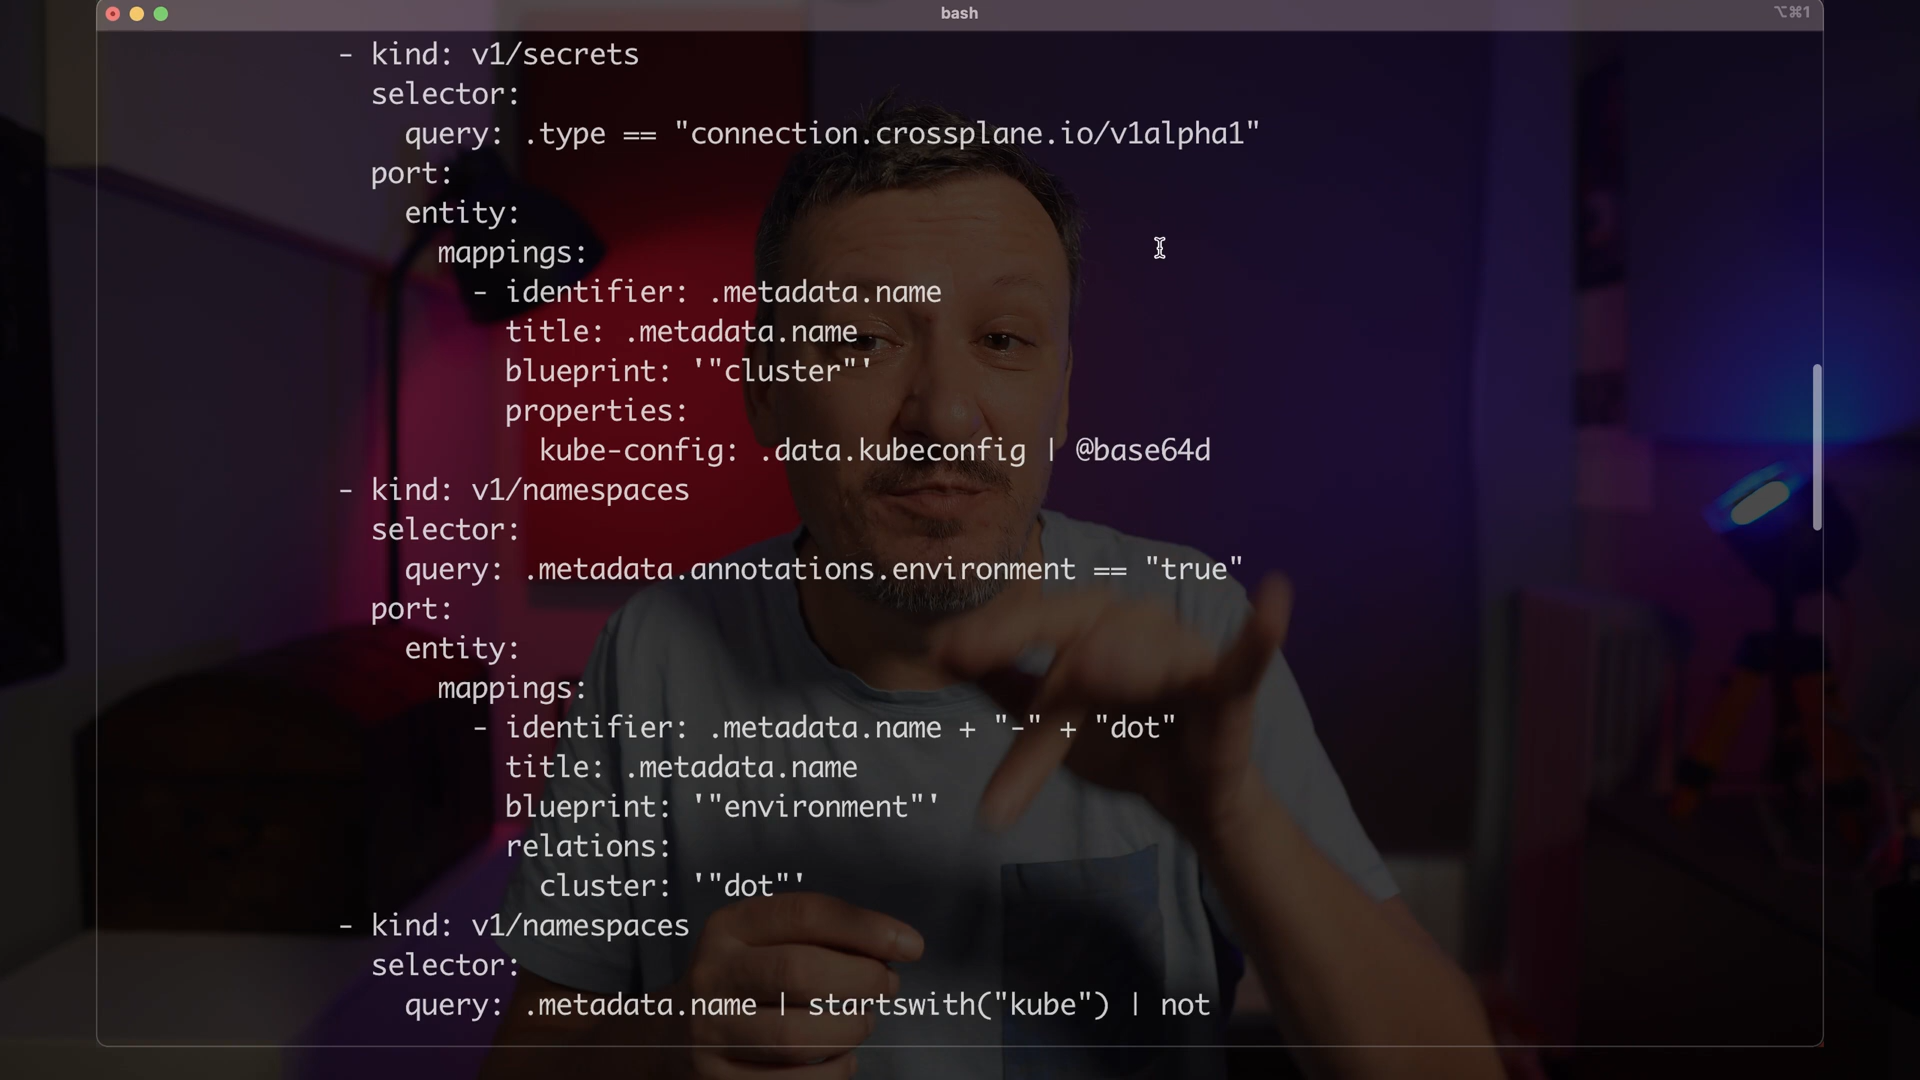 bash
⌥⌘1
- kind: v1/secrets
selector:
query: .type == "connection.crossplane.io/v1alpha1"
port:
entity:
mappings:
- identifier: .metadata.name
title: .metadata.name
blueprint: '"cluster"'
properties:
kube-config: .data.kubeconfig | @base64d
- kind: v1/namespaces
selector:
query: .metadata.annotations.environment == "true"
port:
entity:
mappings:
- identifier: .metadata.name + "-" + "dot"
title: .metadata.name
blueprint: '"environment"'
relations:
cluster: '"dot"'
- kind: v1/namespaces
selector:
query: .metadata.name | startswith("kube") | not